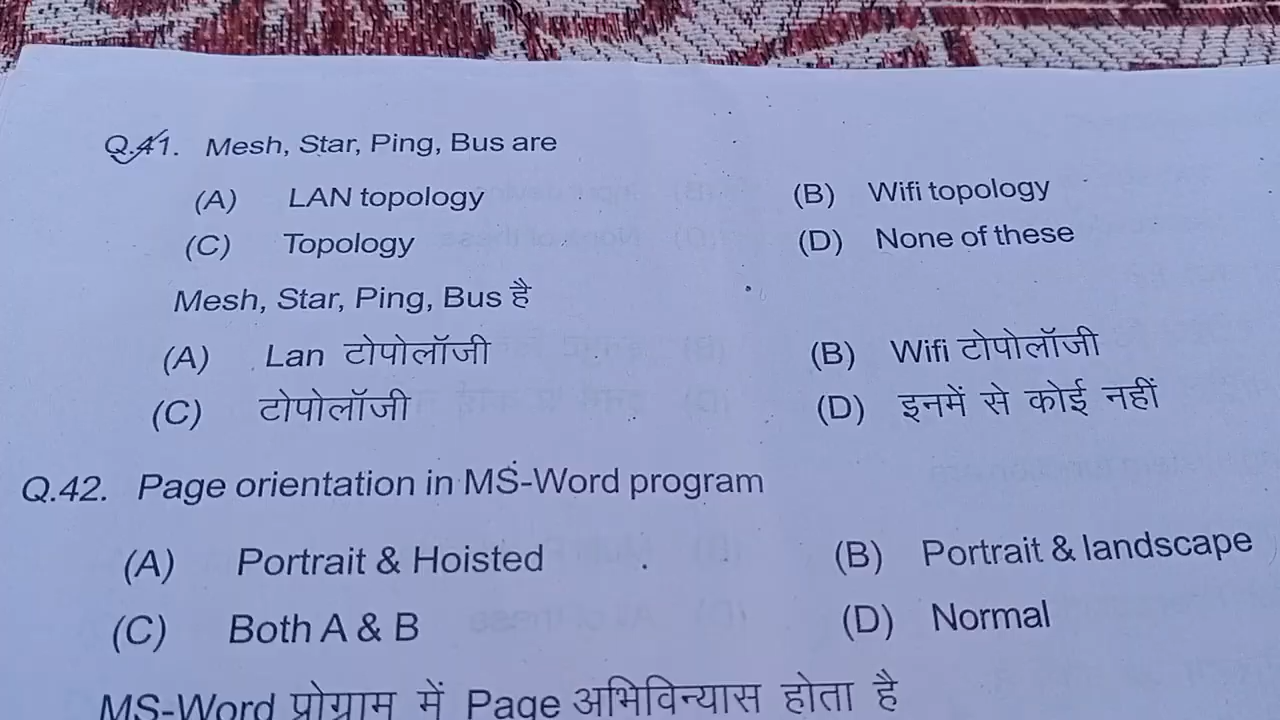 Q.41. Mesh, Star, Ping, Bus are
(A) LAN topology (B) Wifi topology
(C) Topology (D) None of these
Mesh, Star, Ping, Bus है
(A) Lan टोपोलॉजी (B) Wifi टोपोलॉजी
(C) टोपोलॉजी (D) इनमें से कोई नहीं
Q.42. Page orientation in MS-Word program
(A) Portrait & Hoisted (B) Portrait & landscape
(C) Both A & B (D) Normal
MS-Word प्रोग्राम में Page अभिविन्यास होता है